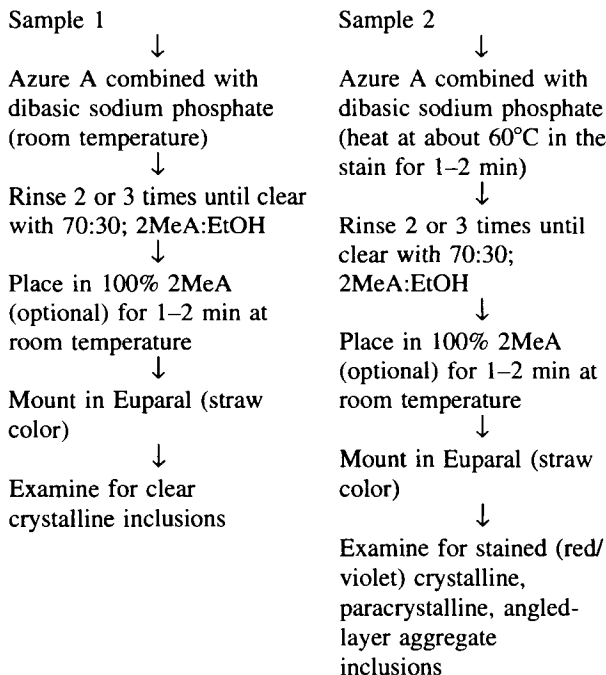 Sample 1
↓
Azure A combined with
dibasic sodium phosphate
(room temperature)
↓
Rinse 2 or 3 times until clear
with 70:30; 2MeA:EtOH
↓
Place in 100% 2MeA
(optional) for 1–2 min at
room temperature
↓
Mount in Euparal (straw
color)
↓
Examine for clear
crystalline inclusions
Sample 2
↓
Azure A combined with
dibasic sodium phosphate
(heat at about 60°C in the
stain for 1–2 min)
↓
Rinse 2 or 3 times until
clear with 70:30;
2MeA:EtOH
↓
Place in 100% 2MeA
(optional) for 1–2 min at
room temperature
↓
Mount in Euparal (straw
color)
↓
Examine for stained (red/
violet) crystalline,
paracrystalline, angled-
layer aggregate
inclusions